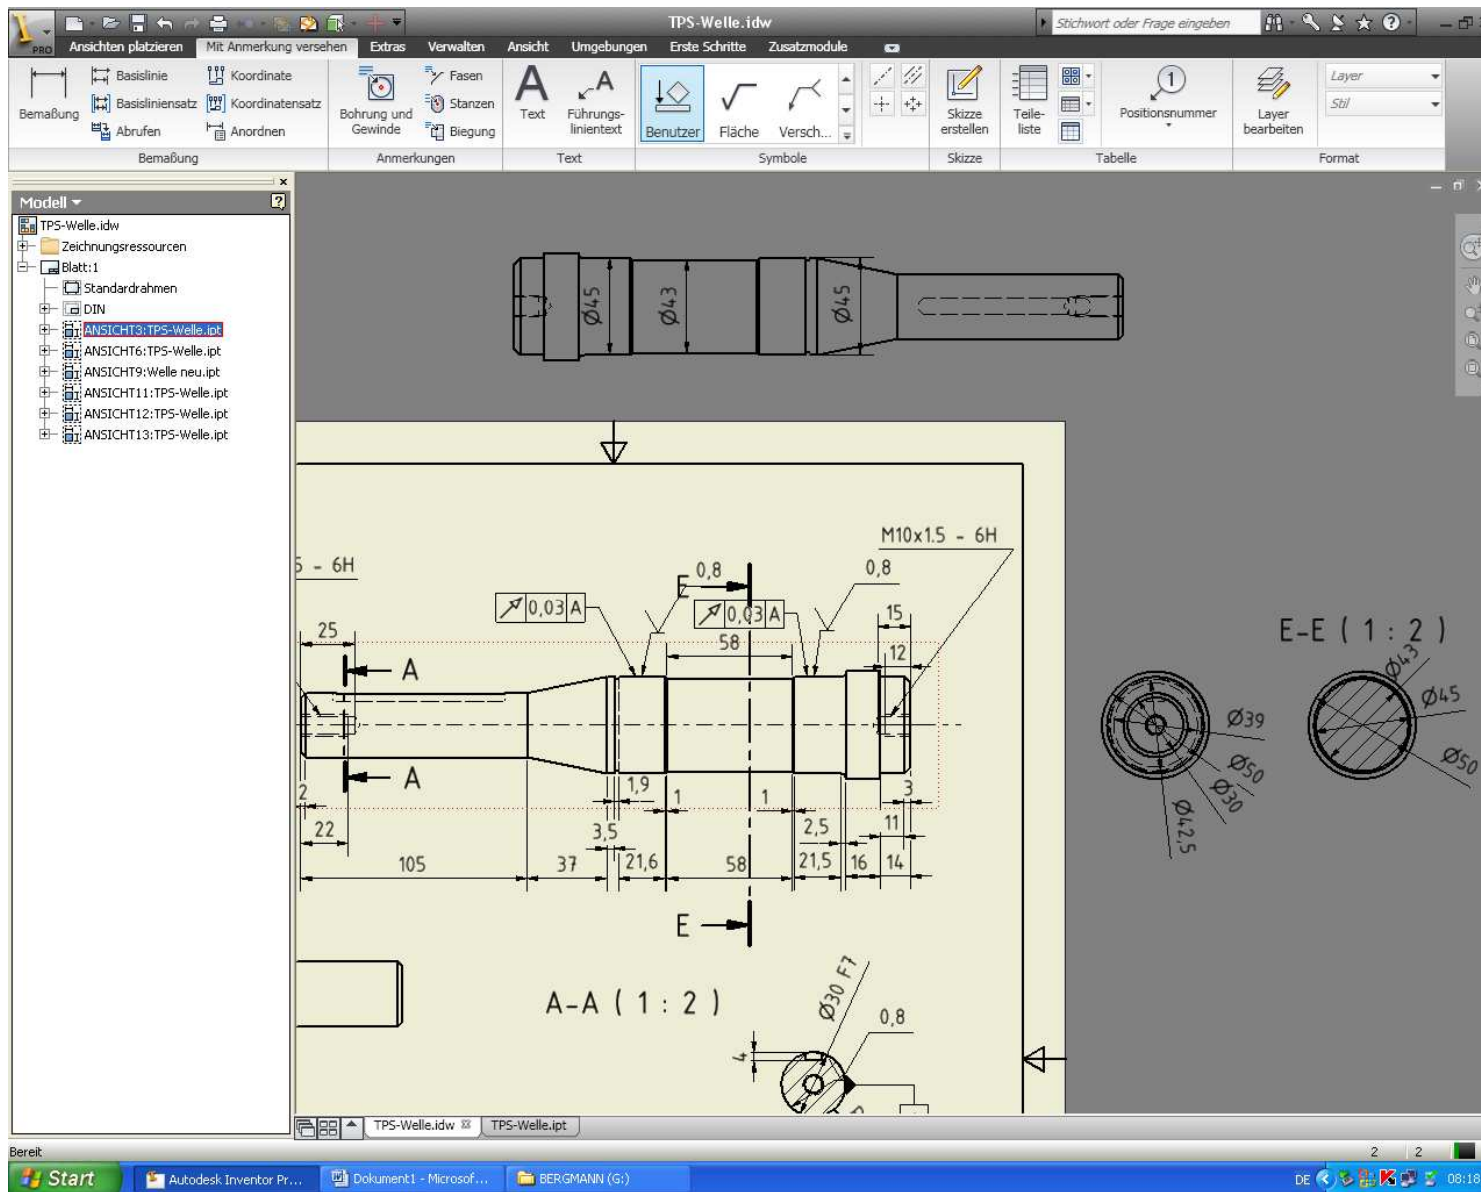 PRO
TPS-Welle.idw
Stichwort oder Frage eingeben
Ansichten platzieren
Mit Anmerkung versehen
Extras
Verwalten
Ansicht
Umgebungen
Erste Schritte
Zusatzmodule
Bemaßung
Basislinie
Basisliniensatz
Abrufen
Koordinate
Koordinatensatz
Anordnen
Bohrung und
Gewinde
Fasen
Stanzen
Biegung
A
Text
A
Führungs-
linientext
Benutzer
Fläche
Versch...
Skizze
erstellen
Teile-
liste
1
Positionsnummer
Layer
bearbeiten
Layer
Stil
Bemaßung
Anmerkungen
Text
Symbole
Skizze
Tabelle
Format
Modell
TPS-Welle.idw
Zeichnungsressourcen
Blatt:1
Standardrahmen
DIN
ANSICHT3:TPS-Welle.ipt
ANSICHT6:TPS-Welle.ipt
ANSICHT9:Welle neu.ipt
ANSICHT11:TPS-Welle.ipt
ANSICHT12:TPS-Welle.ipt
ANSICHT13:TPS-Welle.ipt
Ø45
Ø43
Ø45
M10x1.5 - 6H
5 - 6H
0,8
E
0,8
0,03 A
0,03 A
15
25
58
12
A
A
2
1,9
1
1
3
22
3,5
2,5
11
105
37
21,6
58
21,5
16
14
E
A-A ( 1 : 2 )
Ø30 F7
0,8
4
E-E ( 1 : 2 )
Ø43
Ø45
Ø39
Ø50
Ø50
Ø30
Ø42,5
TPS-Welle.idw
TPS-Welle.ipt
Bereit
2
2
Start
Autodesk Inventor Pr...
Dokument1 - Microsof...
BERGMANN (G:)
DE
08:18